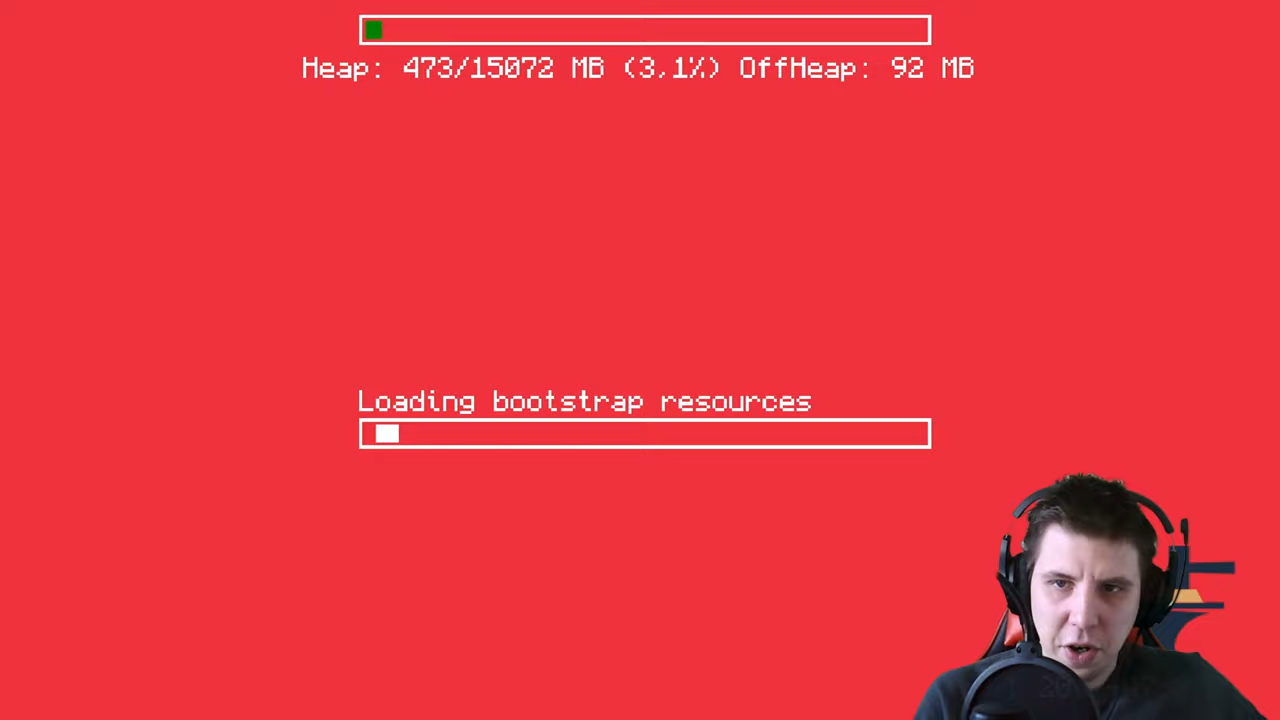 Heap: 473/15072 MB (3,1%) OffHeap: 92 MB
Loading bootstrap resources